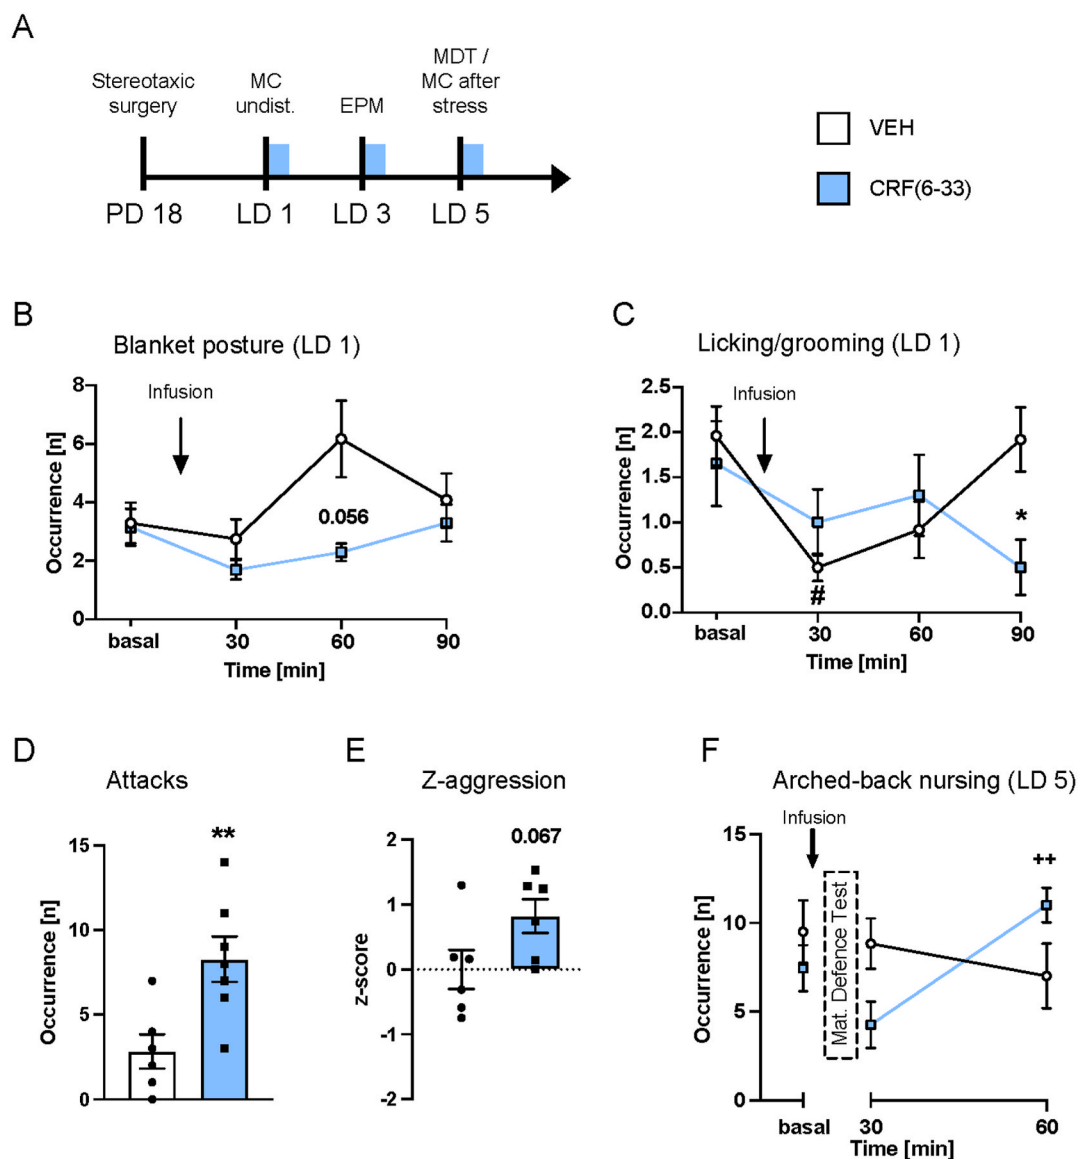 A
Stereotaxic
surgery
MC
undist.
EPM
MDT /
MC after
stress
PD 18
LD 1
LD 3
LD 5
VEH
CRF(6-33)
B
Blanket posture (LD 1)
Infusion
Occurrence [n]
8
6
4
2
0
0.056
basal
30
60
90
Time [min]
C
Licking/grooming (LD 1)
Infusion
Occurrence [n]
2.5
2.0
1.5
1.0
0.5
0.0
#
*
basal
30
60
90
Time [min]
D
Attacks
Occurrence [n]
15
10
5
0
**
E
Z-aggression
z-score
2
1
0
-1
-2
0.067
F
Arched-back nursing (LD 5)
Infusion
Occurrence [n]
15
10
5
0
Mat. Defence Test
++
basal
30
60
Time [min]